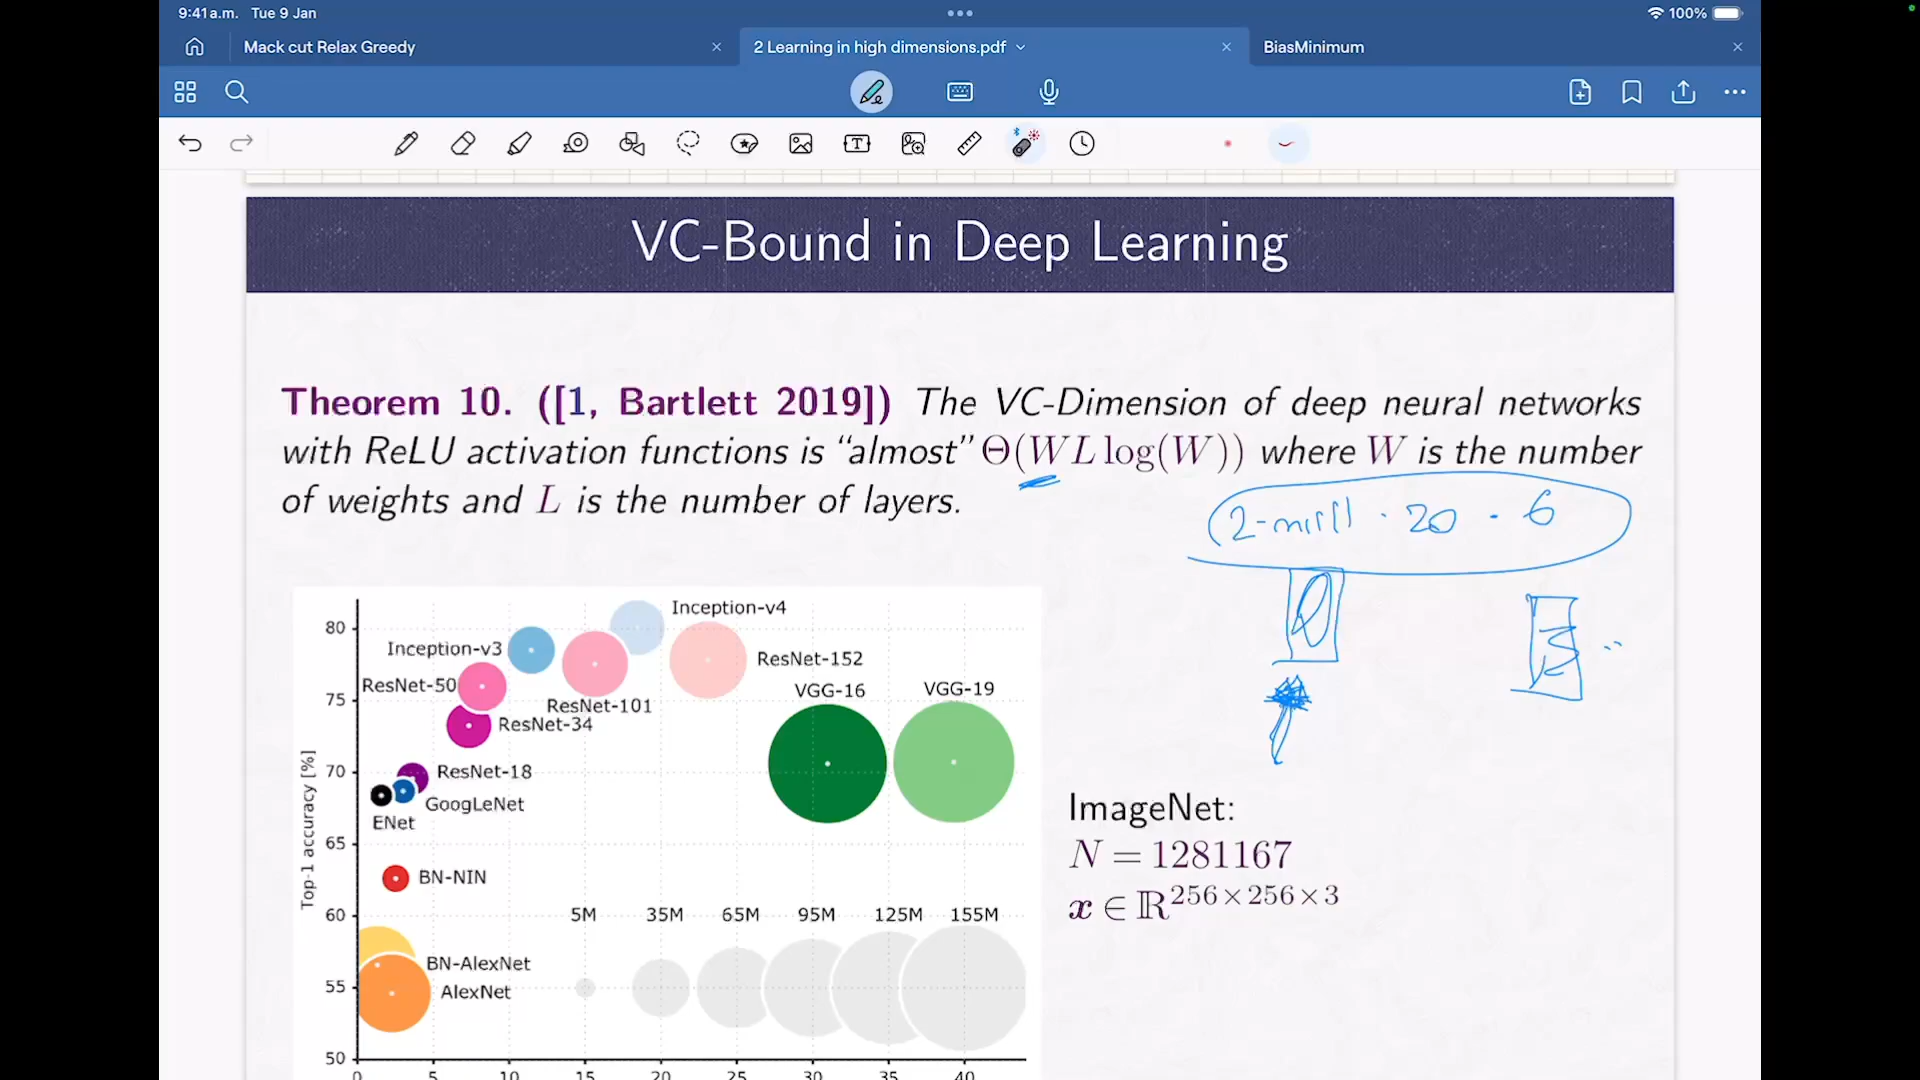 9:41 a.m. Tue 9 Jan
100%
Mack cut Relax Greedy
2 Learning in high dimensions.pdf
BiasMinimum
VC-Bound in Deep Learning
Theorem 10. ([1, Bartlett 2019]) The VC-Dimension of deep neural networks
with ReLU activation functions is “almost” Θ(WL log(W)) where W is the number
of weights and L is the number of layers.
2-mill · 20 · 6
Inception-v4
80
Inception-v3
ResNet-152
ResNet-50
VGG-16
VGG-19
75
ResNet-101
ResNet-34
Top-1 accuracy [%]
70
ResNet-18
GoogLeNet
ENet
65
BN-NIN
60
5M 35M 65M 95M 125M 155M
BN-AlexNet
55
AlexNet
50
0 5 10 15 20 25 30 35 40
ImageNet:
N = 1281167
x ∈ ℝ^256×256×3